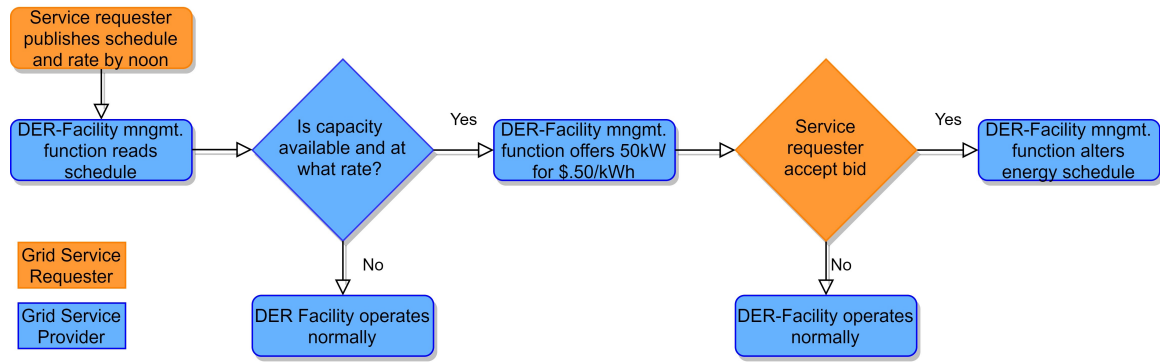 Service requester
publishes schedule
and rate by noon
DER-Facility mngmt.
function reads
schedule
Is capacity
available and at
what rate?
Yes
DER-Facility mngmt.
function offers 50kW
for $.50/kWh
Service
requester
accept bid
Yes
DER-Facility mngmt.
function alters
energy schedule
No
DER Facility operates
normally
No
DER-Facility operates
normally
Grid Service
Requester
Grid Service
Provider